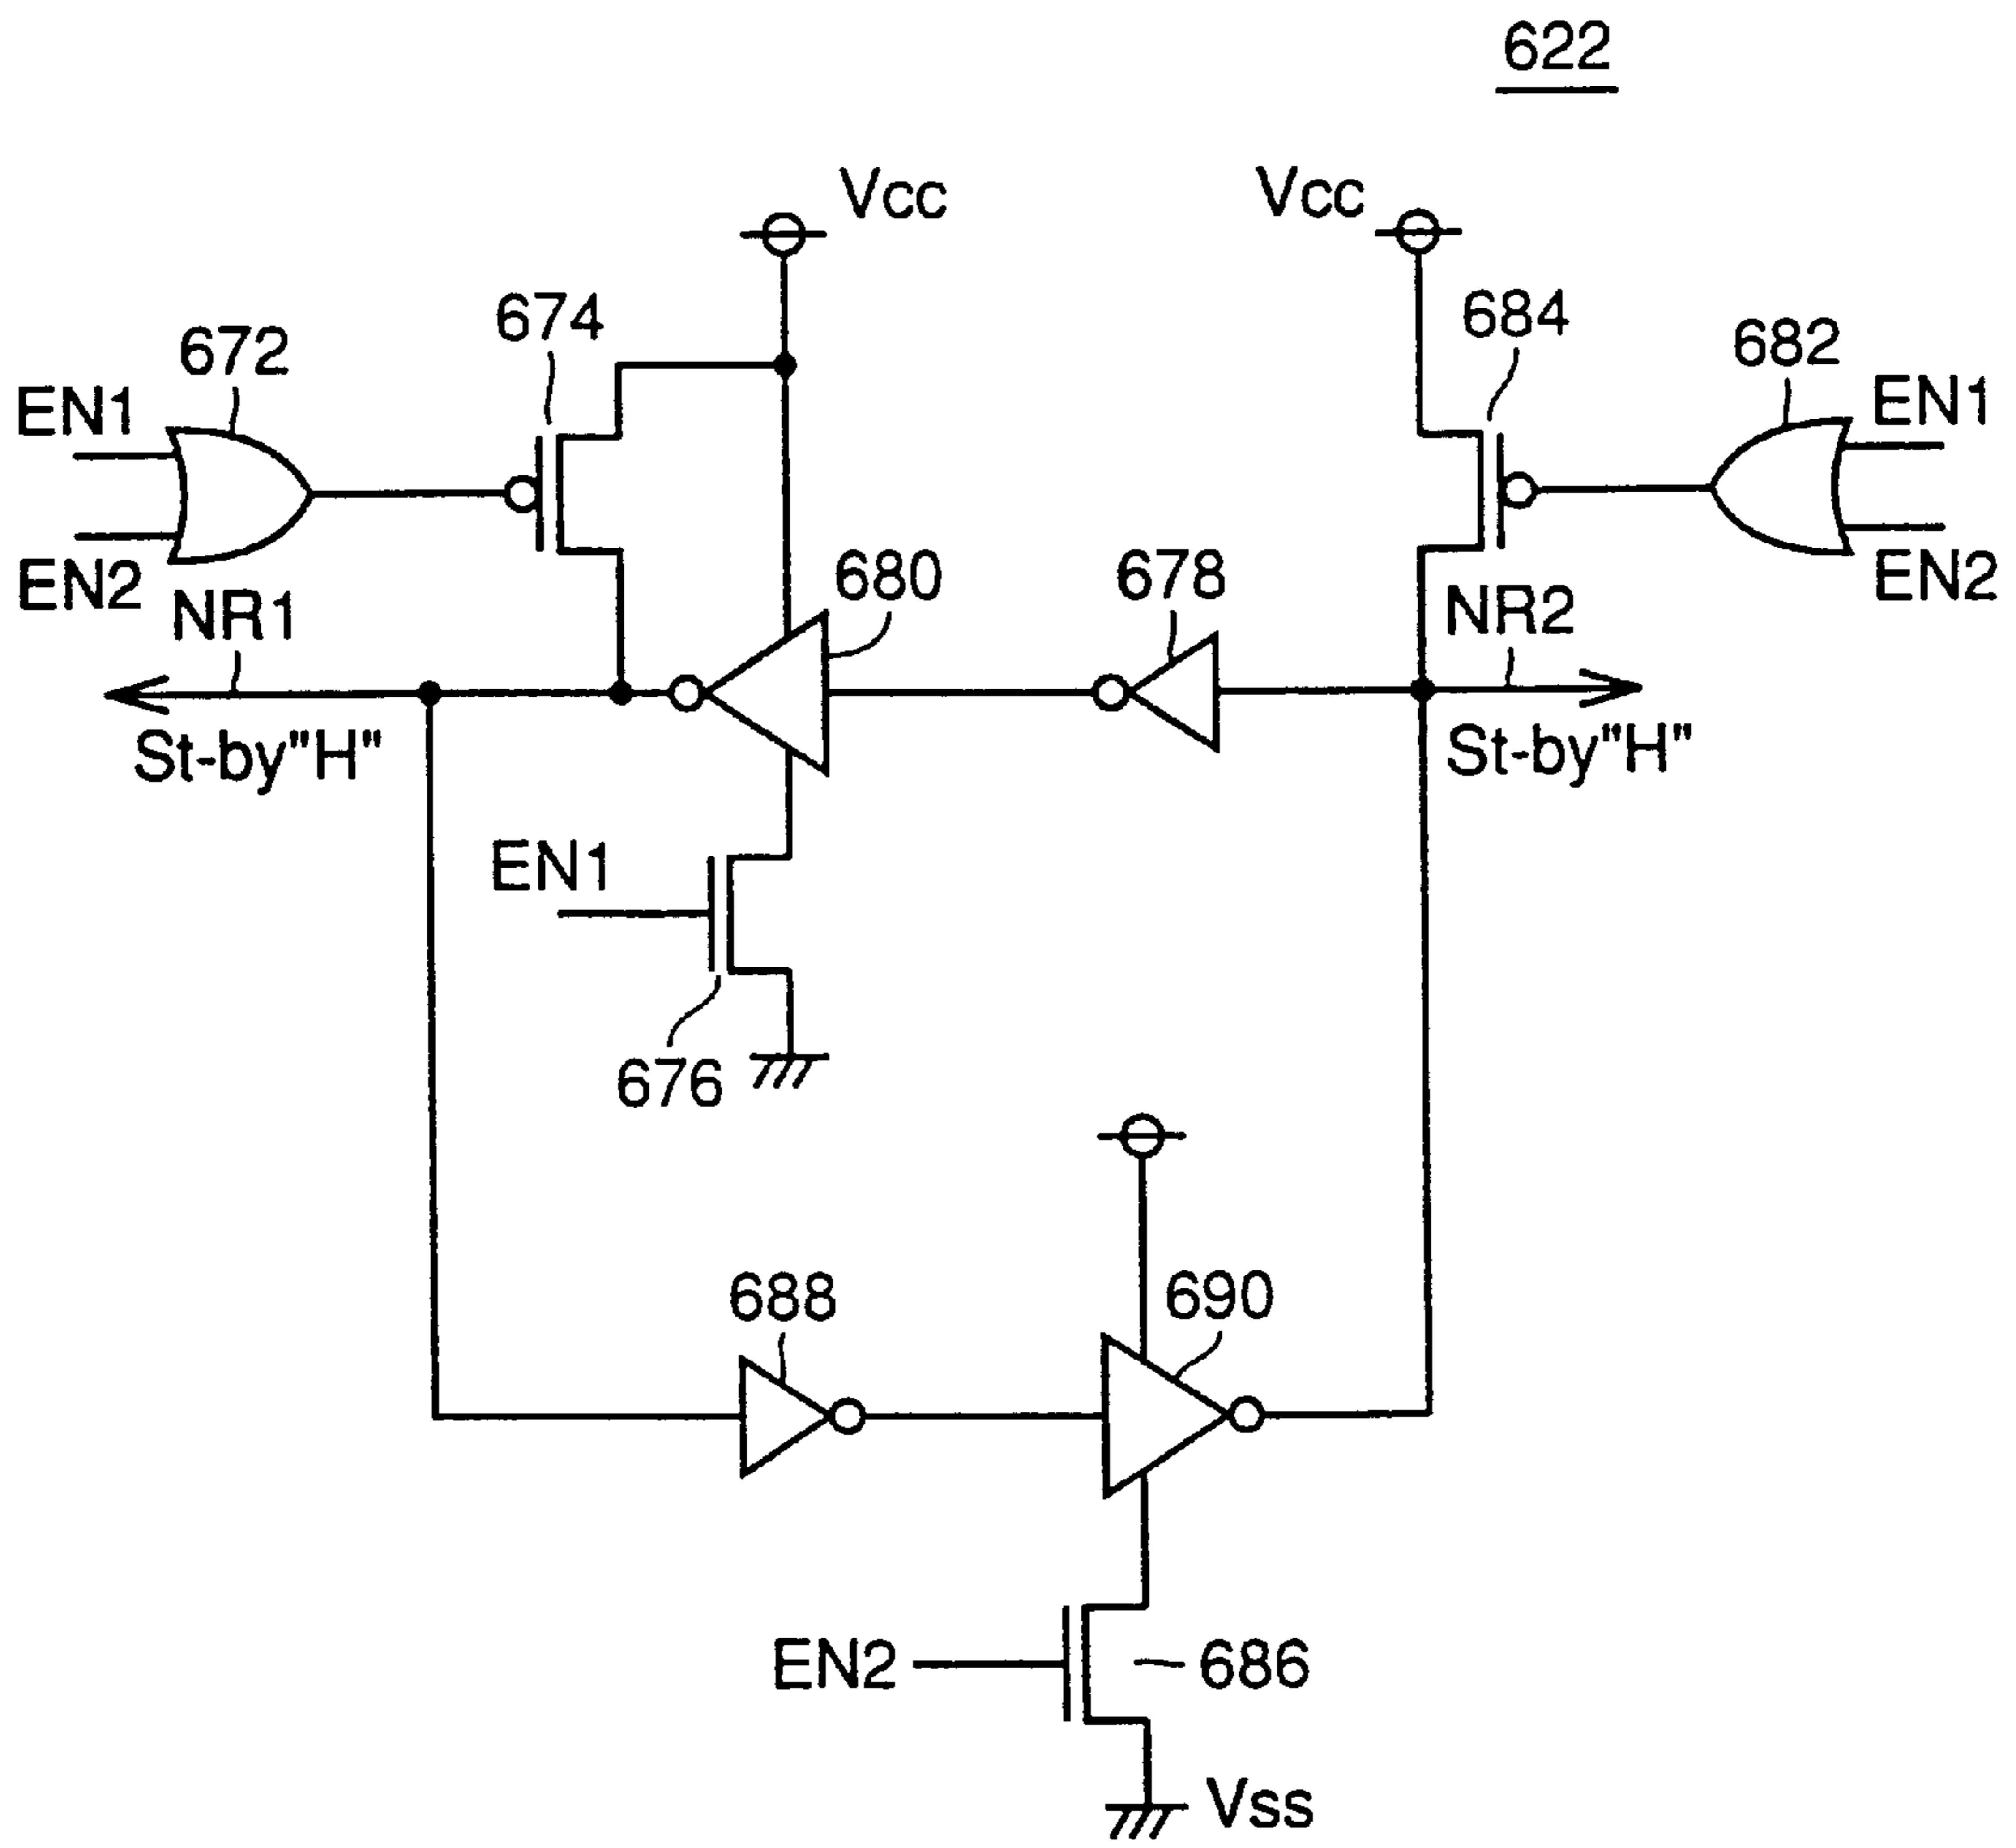 622
Vcc
Vcc
674
684
672
682
EN1
EN1
680
678
EN2
NR1
NR2
EN2
St-by"H"
St-by"H"
EN1
676
688
690
EN2
686
Vss